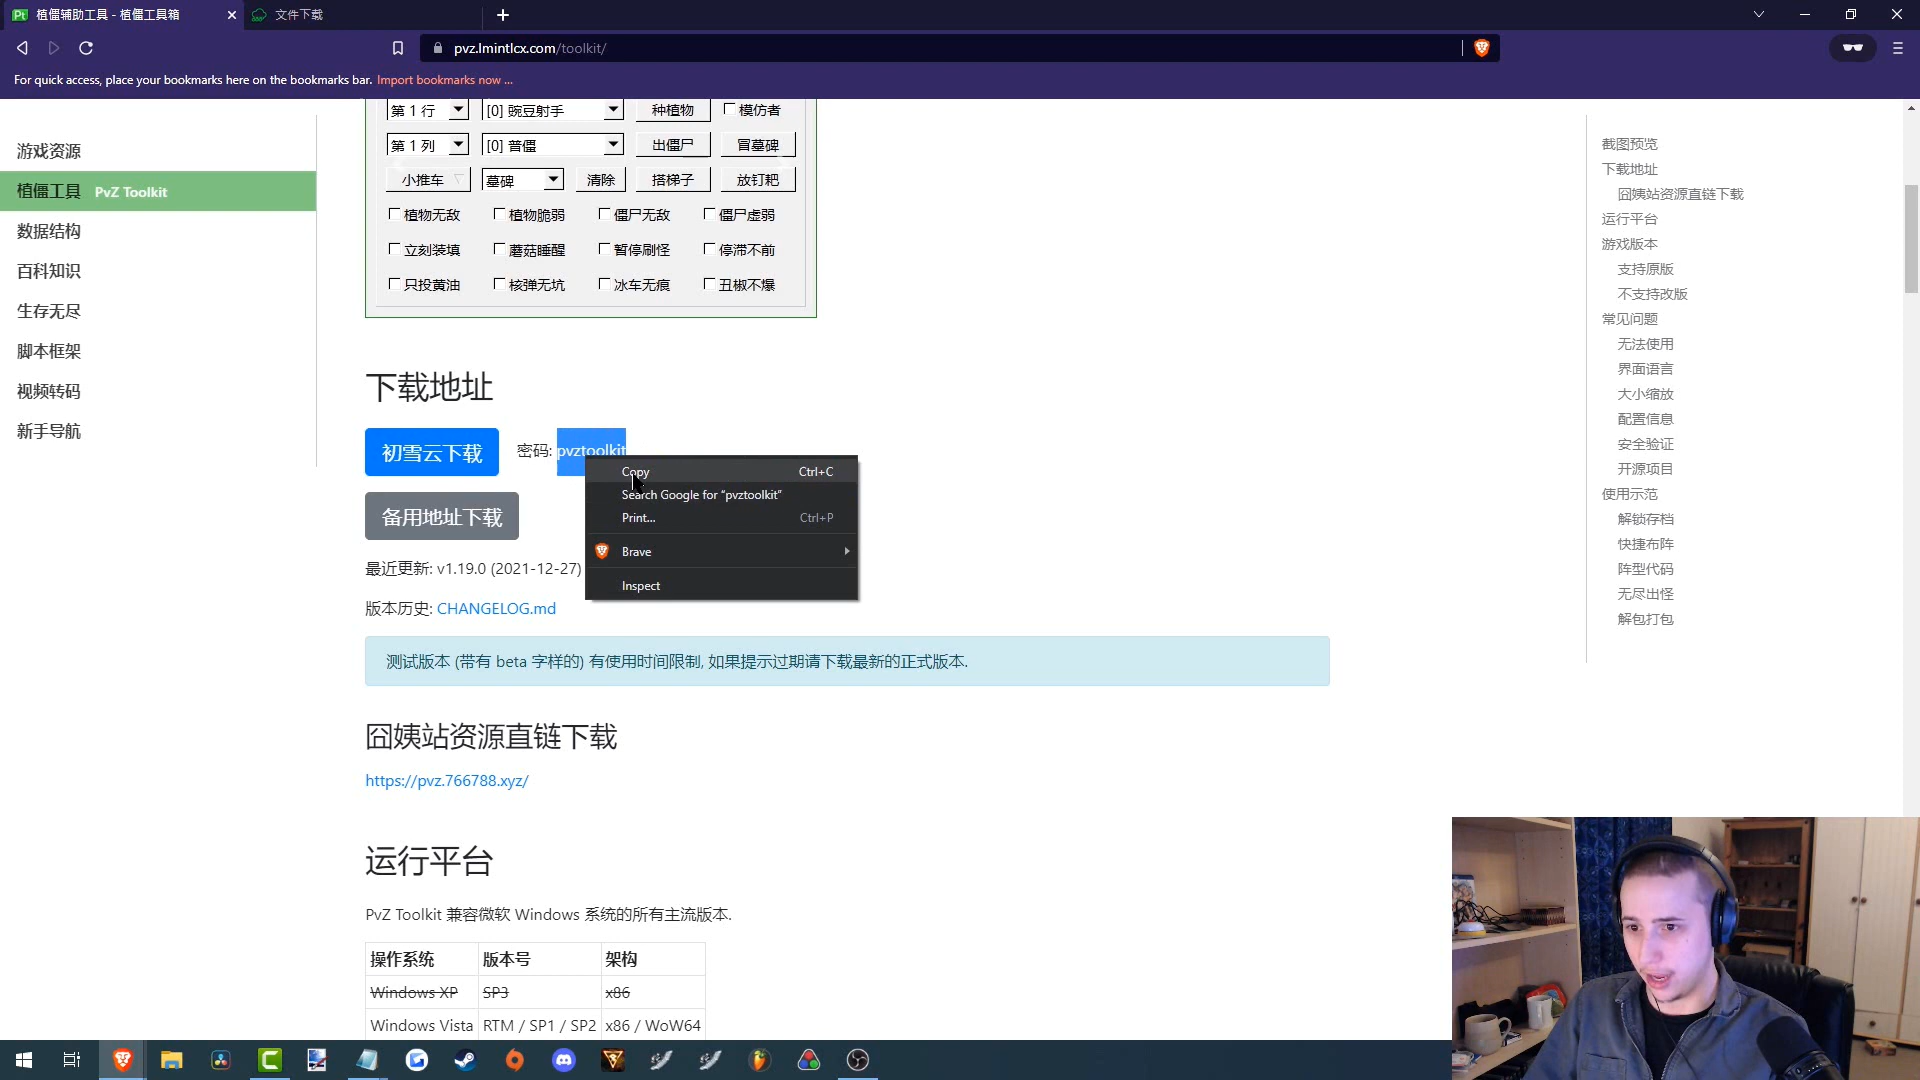 植僵辅助工具 - 植僵工具箱
文件下载
pvz.lmintlcx.com/toolkit/
For quick access, place your bookmarks here on the bookmarks bar. Import bookmarks now ...
游戏资源
植僵工具 PvZ Toolkit
数据结构
百科知识
生存无尽
脚本框架
视频转码
新手导航
第 1 行 [0] 豌豆射手 种植物 模仿者
第 1 列 [0] 普僵 出僵尸 冒墓碑
小推车 墓碑 清除 搭梯子 放钉耙
植物无敌 植物脆弱 僵尸无敌 僵尸虚弱
立刻装填 蘑菇睡醒 暂停刷怪 停滞不前
只投黄油 核弹无坑 冰车无痕 丑椒不爆
下载地址
初雪云下载 密码: pvztoolkit
Copy Ctrl+C
Search Google for “pvztoolkit”
Print... Ctrl+P
Brave
Inspect
备用地址下载
最近更新: v1.19.0 (2021-12-27)
版本历史: CHANGELOG.md
测试版本 (带有 beta 字样的) 有使用时间限制, 如果提示过期请下载最新的正式版本.
囧姨站资源直链下载
https://pvz.766788.xyz/
运行平台
PvZ Toolkit 兼容微软 Windows 系统的所有主流版本.
操作系统 版本号 架构
Windows XP SP3 x86
Windows Vista RTM / SP1 / SP2 x86 / WoW64
截图预览
下载地址
囧姨站资源直链下载
运行平台
游戏版本
支持原版
不支持改版
常见问题
无法使用
界面语言
大小缩放
配置信息
安全验证
开源项目
使用示范
解锁存档
快捷布阵
阵型代码
无尽出怪
解包打包